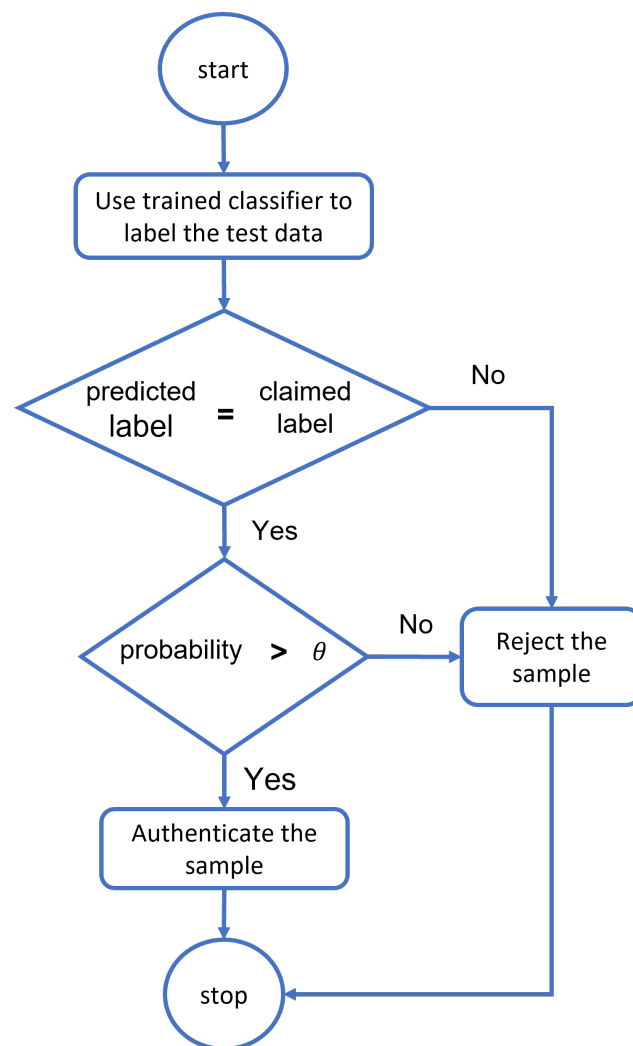 start
Use trained classifier to
label the test data
No
predicted claimed
label = label
Yes
No
probability > θ
Reject the
sample
Yes
Authenticate the
sample
stop